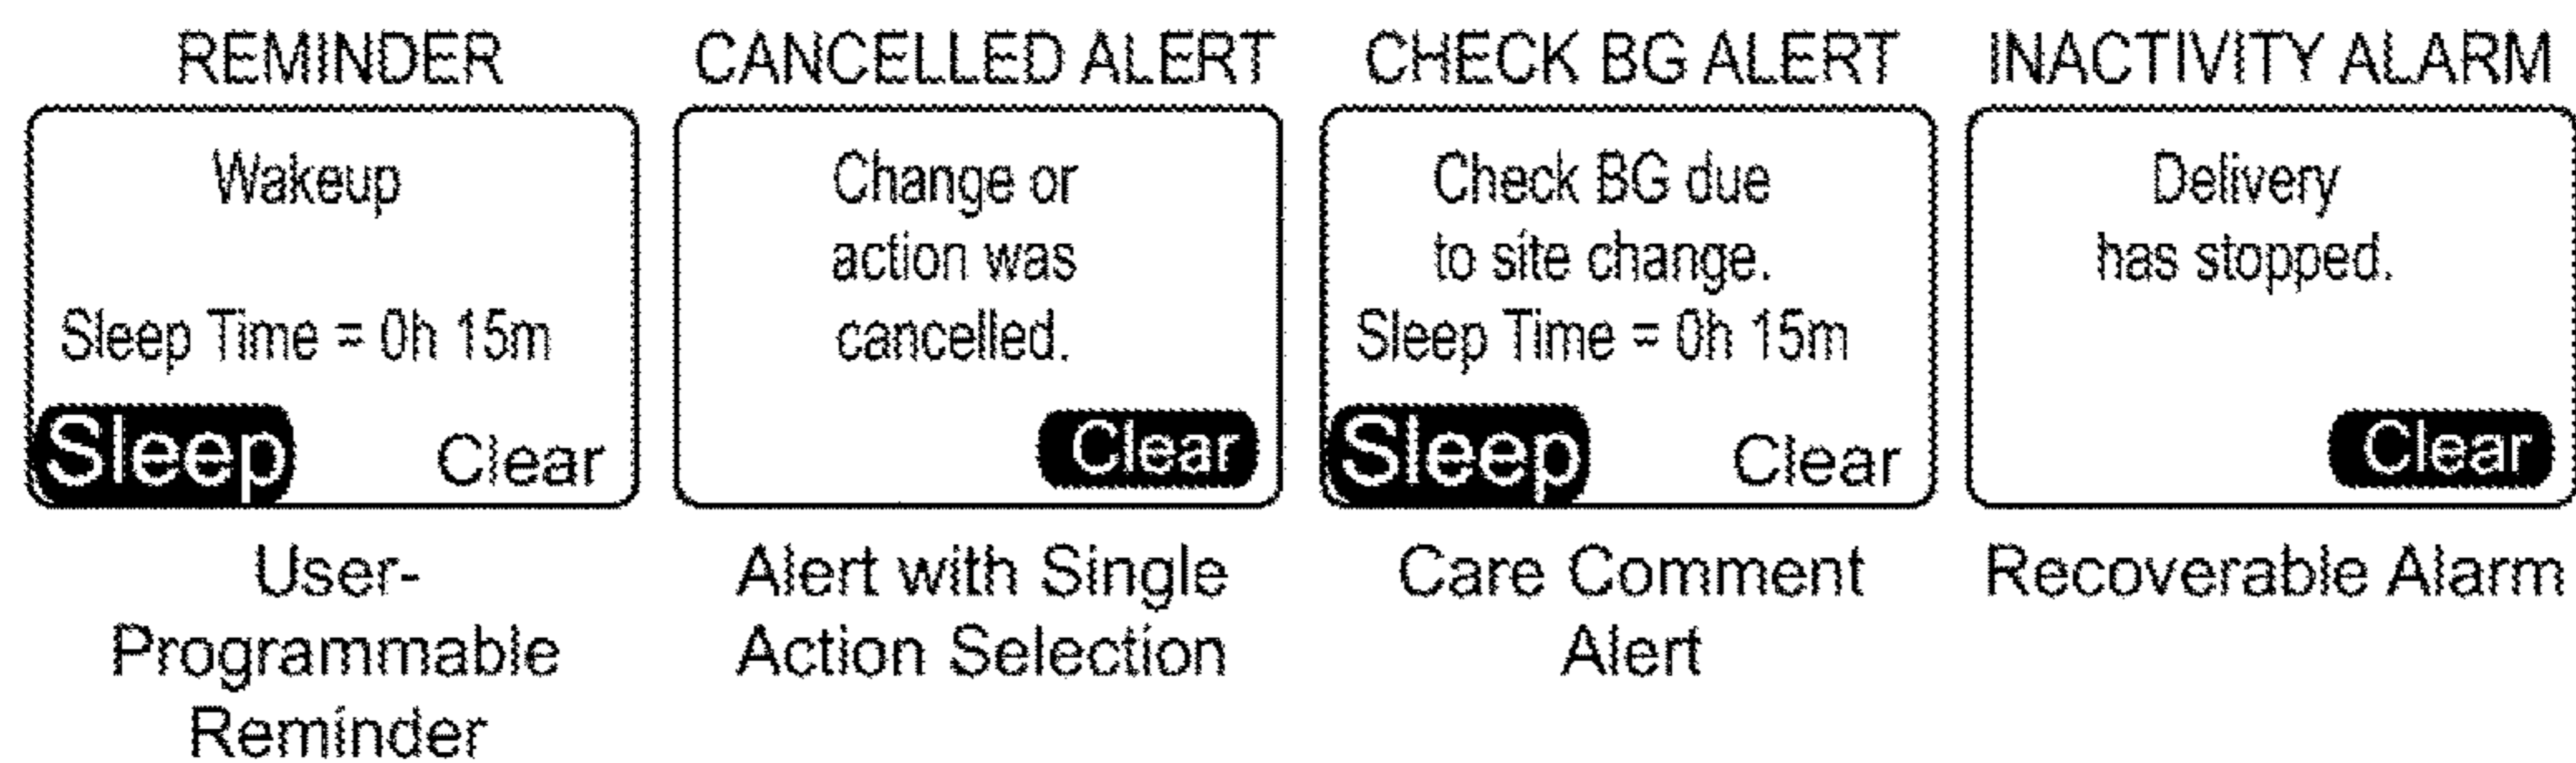 REMINDER
Wakeup
Sleep Time = 0h 15m
Sleep Clear
User-
Programmable
Reminder
CANCELLED ALERT
Change or
action was
cancelled.
Clear
Alert with Single
Action Selection
CHECK BG ALERT
Check BG due
to site change.
Sleep Time = 0h 15m
Sleep Clear
Care Comment
Alert
INACTIVITY ALARM
Delivery
has stopped.
Clear
Recoverable Alarm